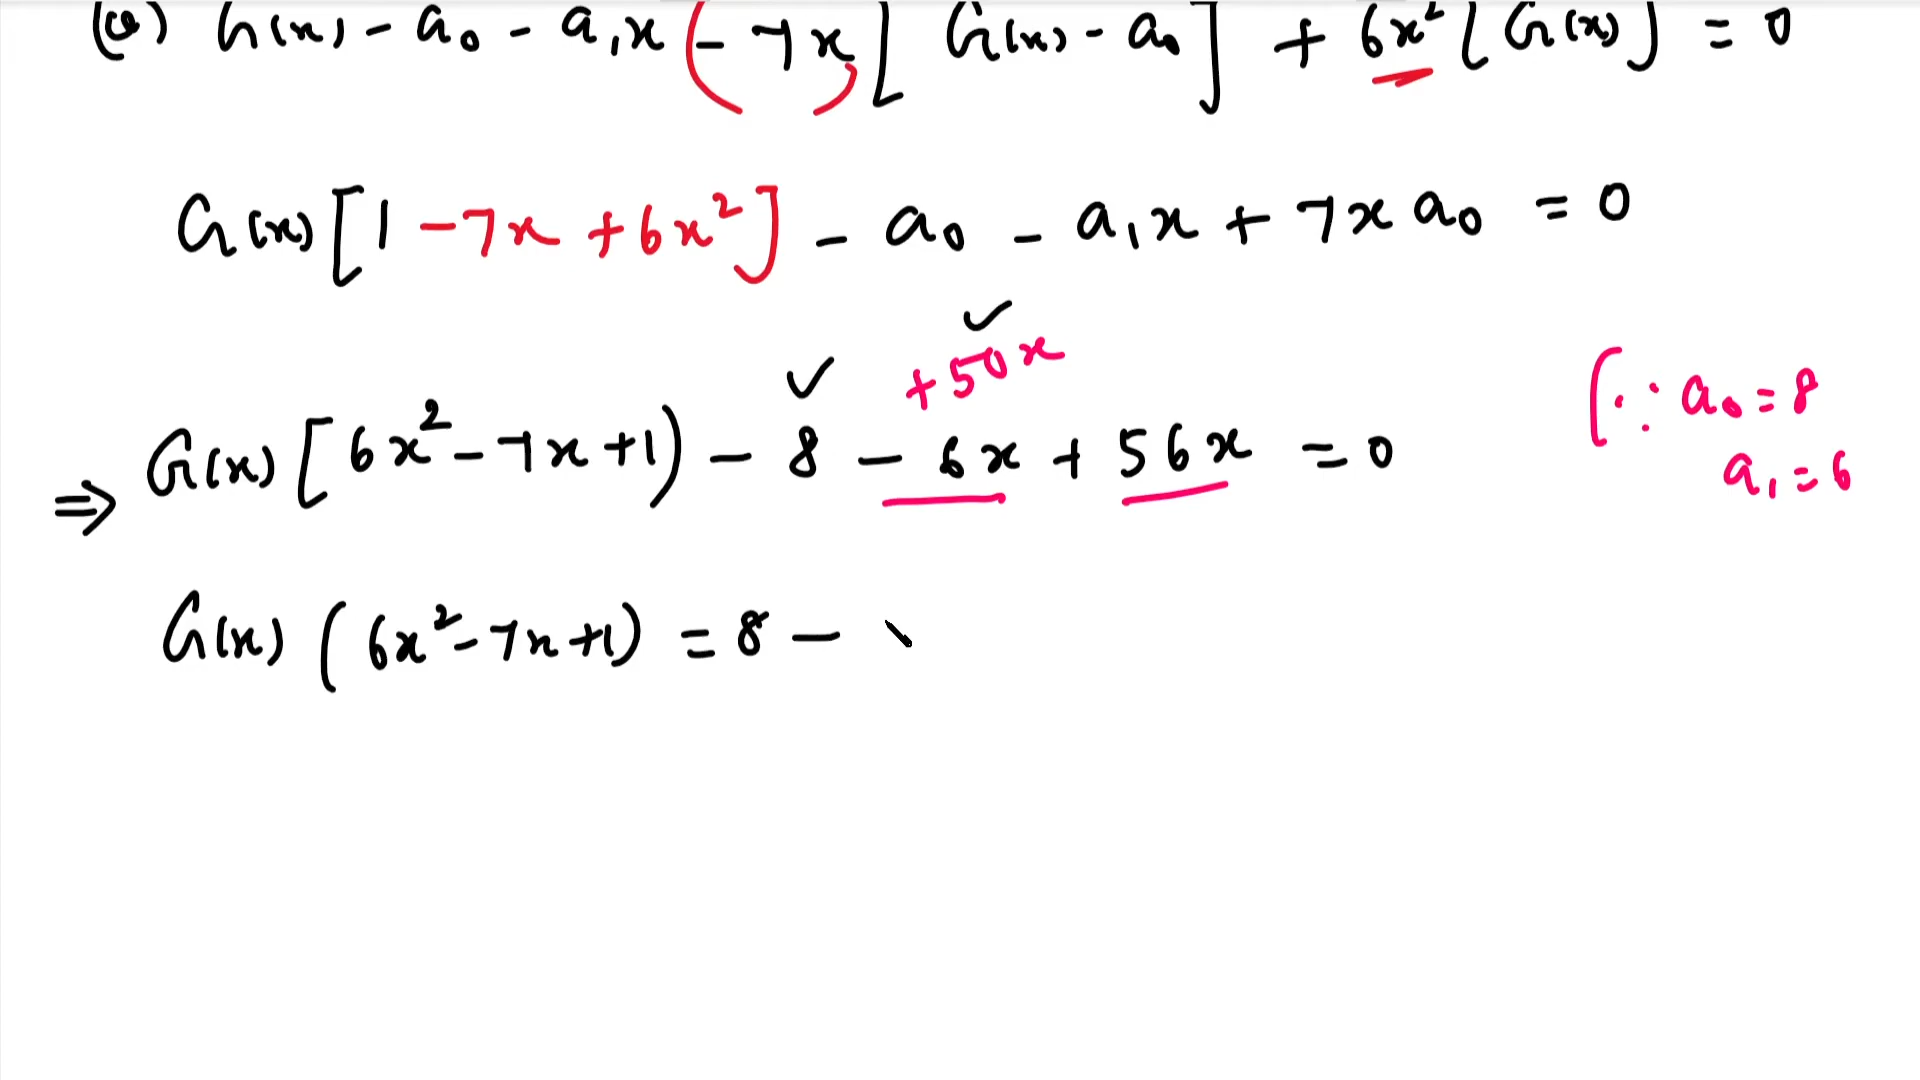 (0) G(x) - a₀ - a₁x (- 7x) [G(x) - a₀] + 6x² [G(x)] = 0
G(x) [1 - 7x + 6x²] - a₀ - a₁x + 7x a₀ = 0
+50x
⇒ G(x) [6x² - 7x + 1) - 8 - 6x + 56x = 0
[∵ a₀ = 8
a₁ = 6
G(x) (6x² - 7x + 1) = 8 -